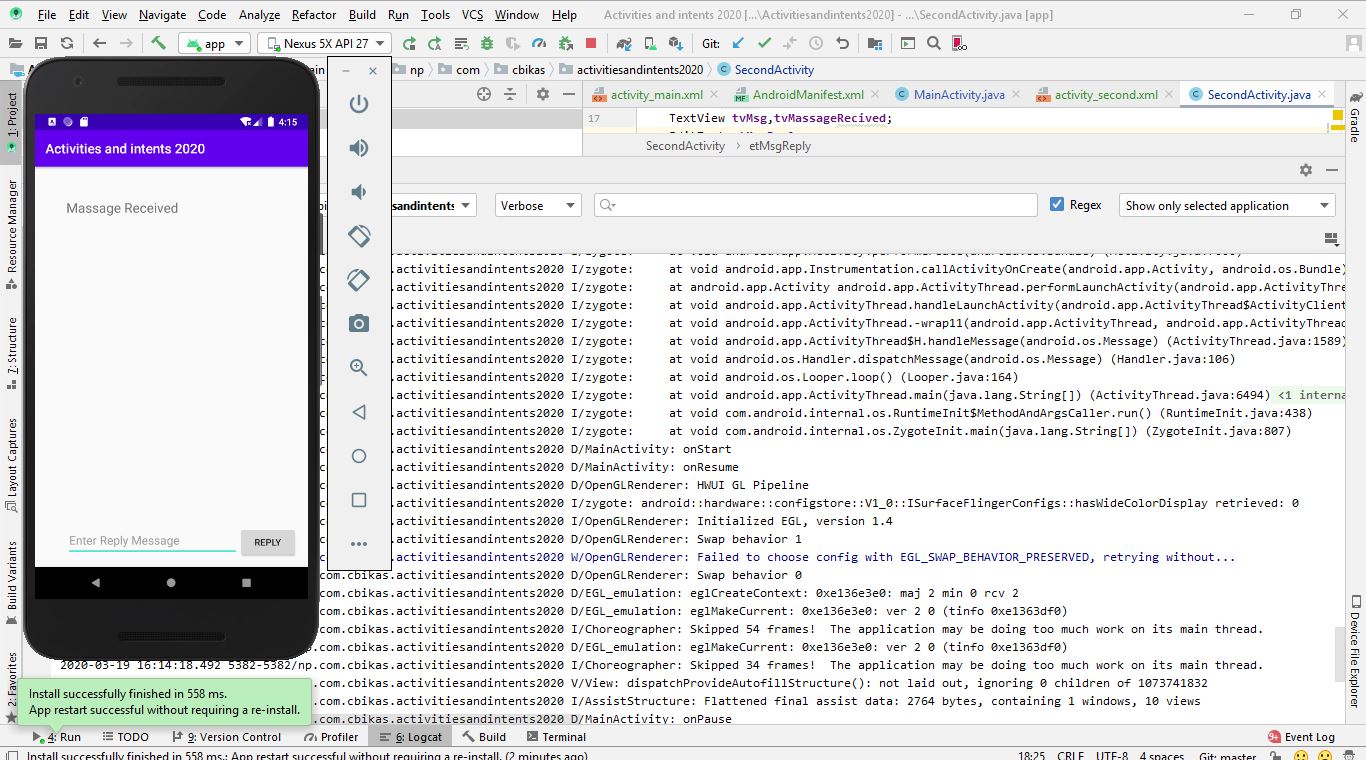 File Edit View Navigate Code Analyze Refactor Build Run Tools VCS Window Help Activities and intents 2020 [...\Activitiesandintents2020] - ...\SecondActivity.java [app]
app Nexus 5X API 27 Git:
np com cbikas activitiesandintents2020 SecondActivity
activity_main.xml AndroidManifest.xml MainActivity.java activity_second.xml SecondActivity.java
17 TextView tvMsg,tvMassageRecived;
SecondActivity etMsgReply
sandintents Verbose Regex Show only selected application
1: Project
Resource Manager
7: Structure
Layout Captures
Build Variants
2: Favorites
4:15
Activities and intents 2020
Massage Received
Enter Reply Message REPLY
c.activitiesandintents2020 I/zygote: at void android.app.Instrumentation.callActivityOnCreate(android.app.Activity, android.os.Bundle)
.activitiesandintents2020 I/zygote: at android.app.Activity android.app.ActivityThread.performLaunchActivity(android.app.ActivityThre
.activitiesandintents2020 I/zygote: at void android.app.ActivityThread.handleLaunchActivity(android.app.ActivityThread$ActivityClient
.activitiesandintents2020 I/zygote: at void android.app.ActivityThread.-wrap11(android.app.ActivityThread, android.app.ActivityThread
.activitiesandintents2020 I/zygote: at void android.app.ActivityThread$H.handleMessage(android.os.Message) (ActivityThread.java:1589)
.activitiesandintents2020 I/zygote: at void android.os.Handler.dispatchMessage(android.os.Message) (Handler.java:106)
.activitiesandintents2020 I/zygote: at void android.os.Looper.loop() (Looper.java:164)
.activitiesandintents2020 I/zygote: at void android.app.ActivityThread.main(java.lang.String[]) (ActivityThread.java:6494) <1 interna
.activitiesandintents2020 I/zygote: at void com.android.internal.os.RuntimeInit$MethodAndArgsCaller.run() (RuntimeInit.java:438)
.activitiesandintents2020 I/zygote: at void com.android.internal.os.ZygoteInit.main(java.lang.String[]) (ZygoteInit.java:807)
.activitiesandintents2020 D/MainActivity: onStart
.activitiesandintents2020 D/MainActivity: onResume
.activitiesandintents2020 D/OpenGLRenderer: HWUI GL Pipeline
.activitiesandintents2020 I/zygote: android::hardware::configstore::V1_0::ISurfaceFlingerConfigs::hasWideColorDisplay retrieved: 0
.activitiesandintents2020 I/OpenGLRenderer: Initialized EGL, version 1.4
.activitiesandintents2020 D/OpenGLRenderer: Swap behavior 1
.activitiesandintents2020 W/OpenGLRenderer: Failed to choose config with EGL_SWAP_BEHAVIOR_PRESERVED, retrying without...
com.cbikas.activitiesandintents2020 D/OpenGLRenderer: Swap behavior 0
com.cbikas.activitiesandintents2020 D/EGL_emulation: eglCreateContext: 0xe136e3e0: maj 2 min 0 rcv 2
com.cbikas.activitiesandintents2020 D/EGL_emulation: eglMakeCurrent: 0xe136e3e0: ver 2 0 (tinfo 0xe1363df0)
com.cbikas.activitiesandintents2020 I/Choreographer: Skipped 54 frames! The application may be doing too much work on its main thread.
com.cbikas.activitiesandintents2020 D/EGL_emulation: eglMakeCurrent: 0xe136e3e0: ver 2 0 (tinfo 0xe1363df0)
2020-03-19 16:14:18.492 5382-5382/np.com.cbikas.activitiesandintents2020 I/Choreographer: Skipped 34 frames! The application may be doing too much work on its main thread.
com.cbikas.activitiesandintents2020 V/View: dispatchProvideAutofillStructure(): not laid out, ignoring 0 children of 1073741832
com.cbikas.activitiesandintents2020 I/AssistStructure: Flattened final assist data: 2764 bytes, containing 1 windows, 10 views
com.cbikas.activitiesandintents2020 D/MainActivity: onPause
Install successfully finished in 558 ms.
App restart successful without requiring a re-install.
Gradle
Device File Explorer
4: Run TODO 9: Version Control Profiler 6: Logcat Build Terminal 9+ Event Log
Install successfully finished in 558 ms.: App restart successful without requiring a re-install. (2 minutes ago) 18:25 CRLF UTF-8 4 spaces Git: master